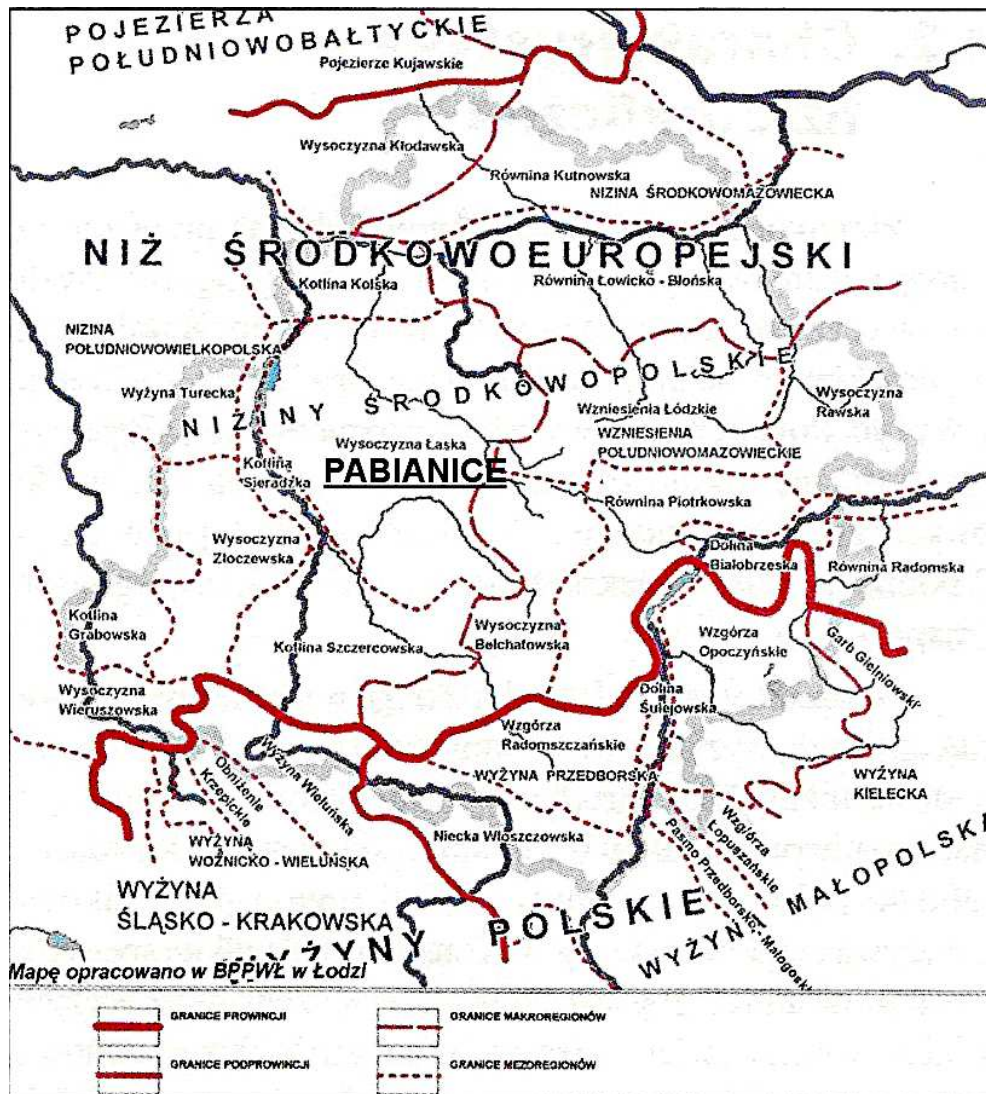 POJEZIERZA
POŁUDNIOWOBAŁTYCKIE
Pojezierze Kujawskie
Wysoczyzna Kłodawska
Równina Kutnowska
NIZINA ŚRODKOWOMAZOWIECKA
NIŻ ŚRODKOWOEUROPEJSKI
Kotlina Kolska
Równina Łowicko - Błońska
NIZINA
POŁUDNIOWOWIELKOPOLSKA
Wyżyna Turecka
NIZINY ŚRODKOWOPOLSKIE
Wysoczyzna
Rawska
Wzniesienia Łódzkie
Wysoczyzna Łaska
WZNIESIENIA
POŁUDNIOWOMAZOWIECKIE
Kotlina
Sieradzka
PABIANICE
Równina Piotrkowska
Wysoczyzna
Złoczewska
Dolina
Białobrzeska
Równina Radomska
Kotlina
Grabowska
Wysoczyzna
Bełchatowska
Wzgórza
Opoczyńskie
Garb Gielniowski
Kotlina Szczercowska
Wysoczyzna
Wieruszowska
Dolina
Sulejowska
Wzgórza
Radomszczańskie
Wyżyna Wieluńska
Obniżenie
Krzepickie
WYŻYNA PRZEDBORSKA
WYŻYNA
KIELECKA
Niecka Włoszczowska
Wzgórza
Łopuszańskie
Pasmo Przedborsko - Małogoski
WYŻYNA
WOŹNICKO - WIELUŃSKA
WYŻYNA
ŚLĄSKO - KRAKOWSKA
WYŻYNY POLSKIE
WYŻYN MAŁOPOLSKA
Mapę opracowano w BPPWŁ w Łodzi
GRANICE PROWINCJI
GRANICE MAKROREGIONÓW
GRANICE PODPROWINCJI
GRANICE MEZOREGIONÓW